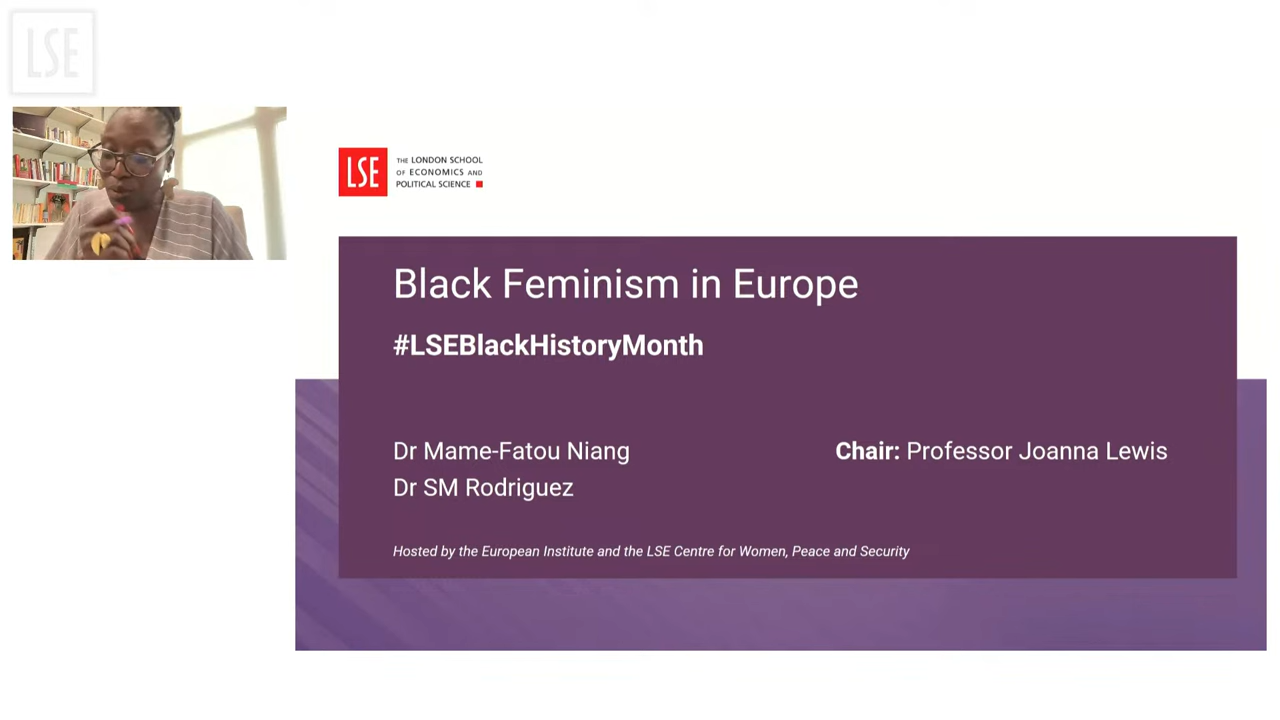 LSE
LSE
THE LONDON SCHOOL
OF ECONOMICS AND
POLITICAL SCIENCE
Black Feminism in Europe
#LSEBlackHistoryMonth
Dr Mame-Fatou Niang
Chair: Professor Joanna Lewis
Dr SM Rodriguez
Hosted by the European Institute and the LSE Centre for Women, Peace and Security